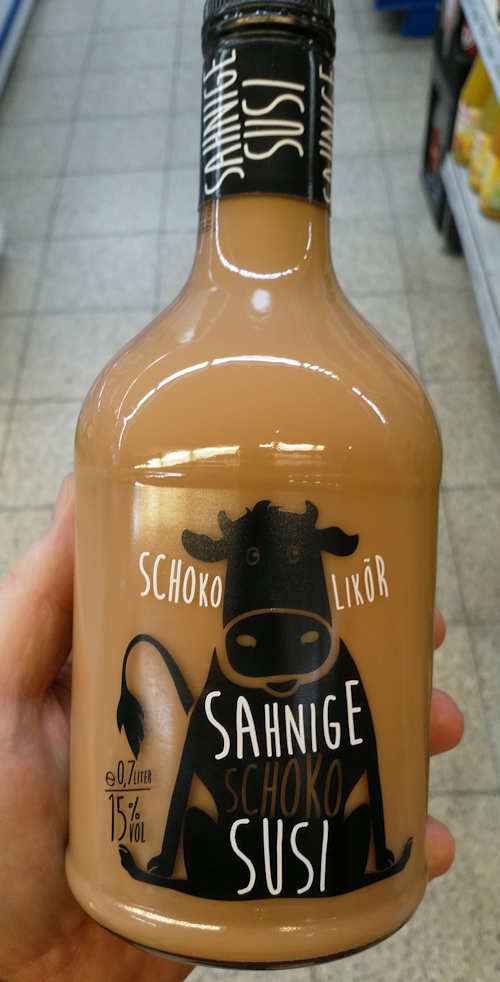 SAHNIGE
SUSI
SAHNIGE
SCHOKO LIKÖR
SAHNIGE
SCHOKO
SUSI
e 0,7 LITER
15% VOL